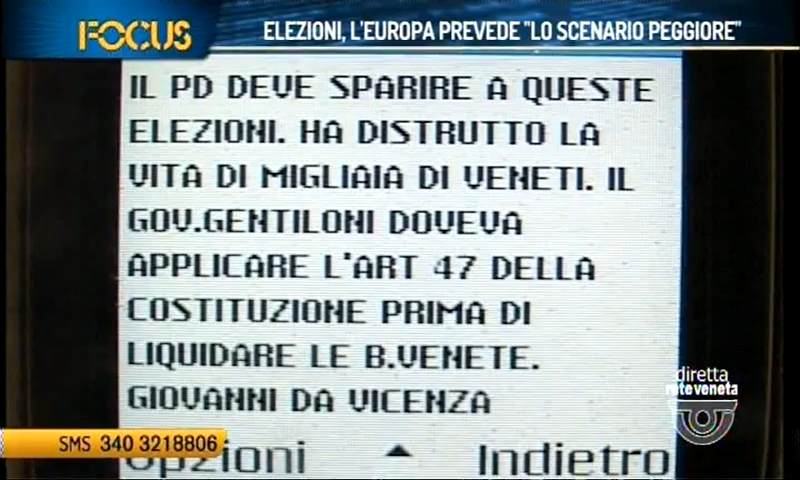 FOCUS
ELEZIONI, L'EUROPA PREVEDE "LO SCENARIO PEGGIORE"
IL PD DEVE SPARIRE A QUESTE
ELEZIONI. HA DISTRUTTO LA
VITA DI MIGLIAIA DI VENETI. IL
GOV.GENTILONI DOVEVA
APPLICARE L'ART 47 DELLA
COSTITUZIONE PRIMA DI
LIQUIDARE LE B.VENETE.
GIOVANNI DA VICENZA
diretta
reteveneta
SMS 340 3218806
Opzioni Indietro